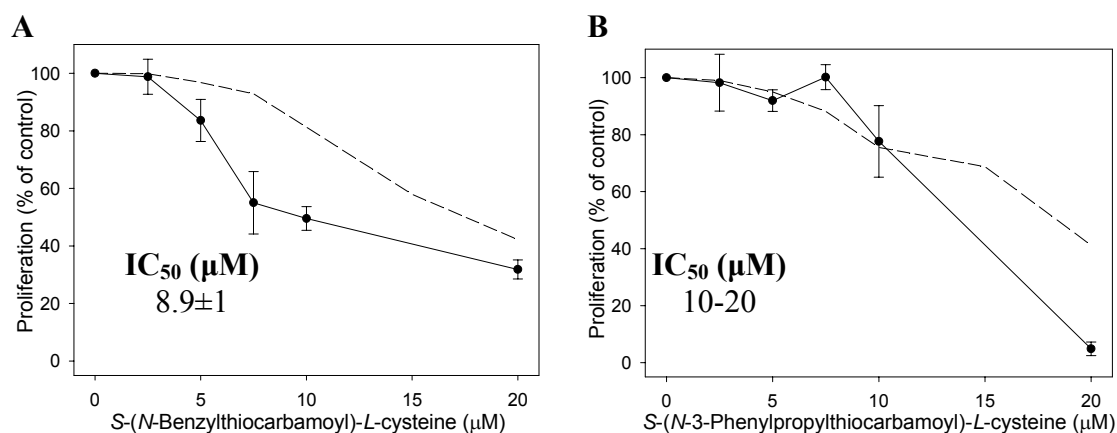 A
Proliferation (% of control)
100
80
60
40
20
0
IC50 (μM)
8.9±1
0 5 10 15 20
S-(N-Benzylthiocarbamoyl)-L-cysteine (μM)
B
Proliferation (% of control)
100
80
60
40
20
0
IC50 (μM)
10-20
0 5 10 15 20
S-(N-3-Phenylpropylthiocarbamoyl)-L-cysteine (μM)